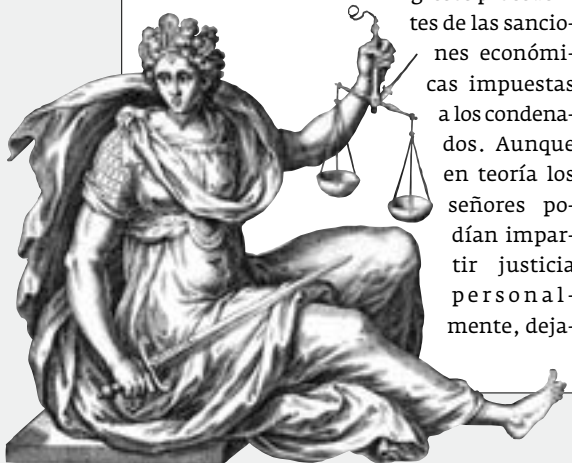 tes de las sancio-
nes económi-
cas impuestas
a los condena-
dos. Aunque
en teoría los
señores po-
dían impar-
tir justicia
personal-
mente, deja-